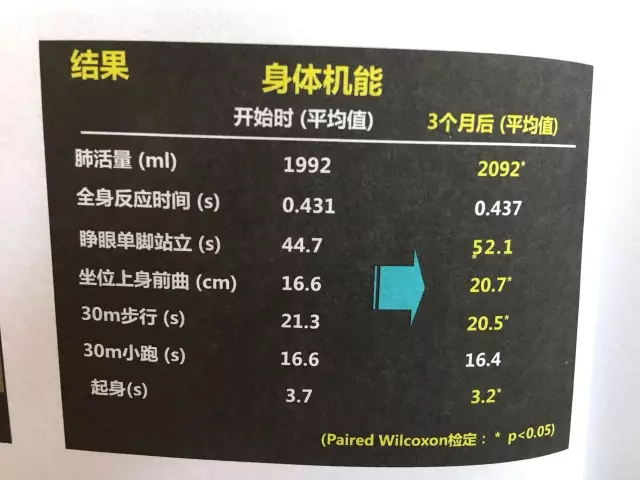 结果
身体机能
开始时 (平均值) 3个月后 (平均值)
肺活量 (ml) 1992 2092*
全身反应时间 (s) 0.431 0.437
睁眼单脚站立 (s) 44.7 52.1*
坐位上身前曲 (cm) 16.6 20.7*
30m步行 (s) 21.3 20.5*
30m小跑 (s) 16.6 16.4
起身(s) 3.7 3.2*
(Paired Wilcoxon检定：* p<0.05)